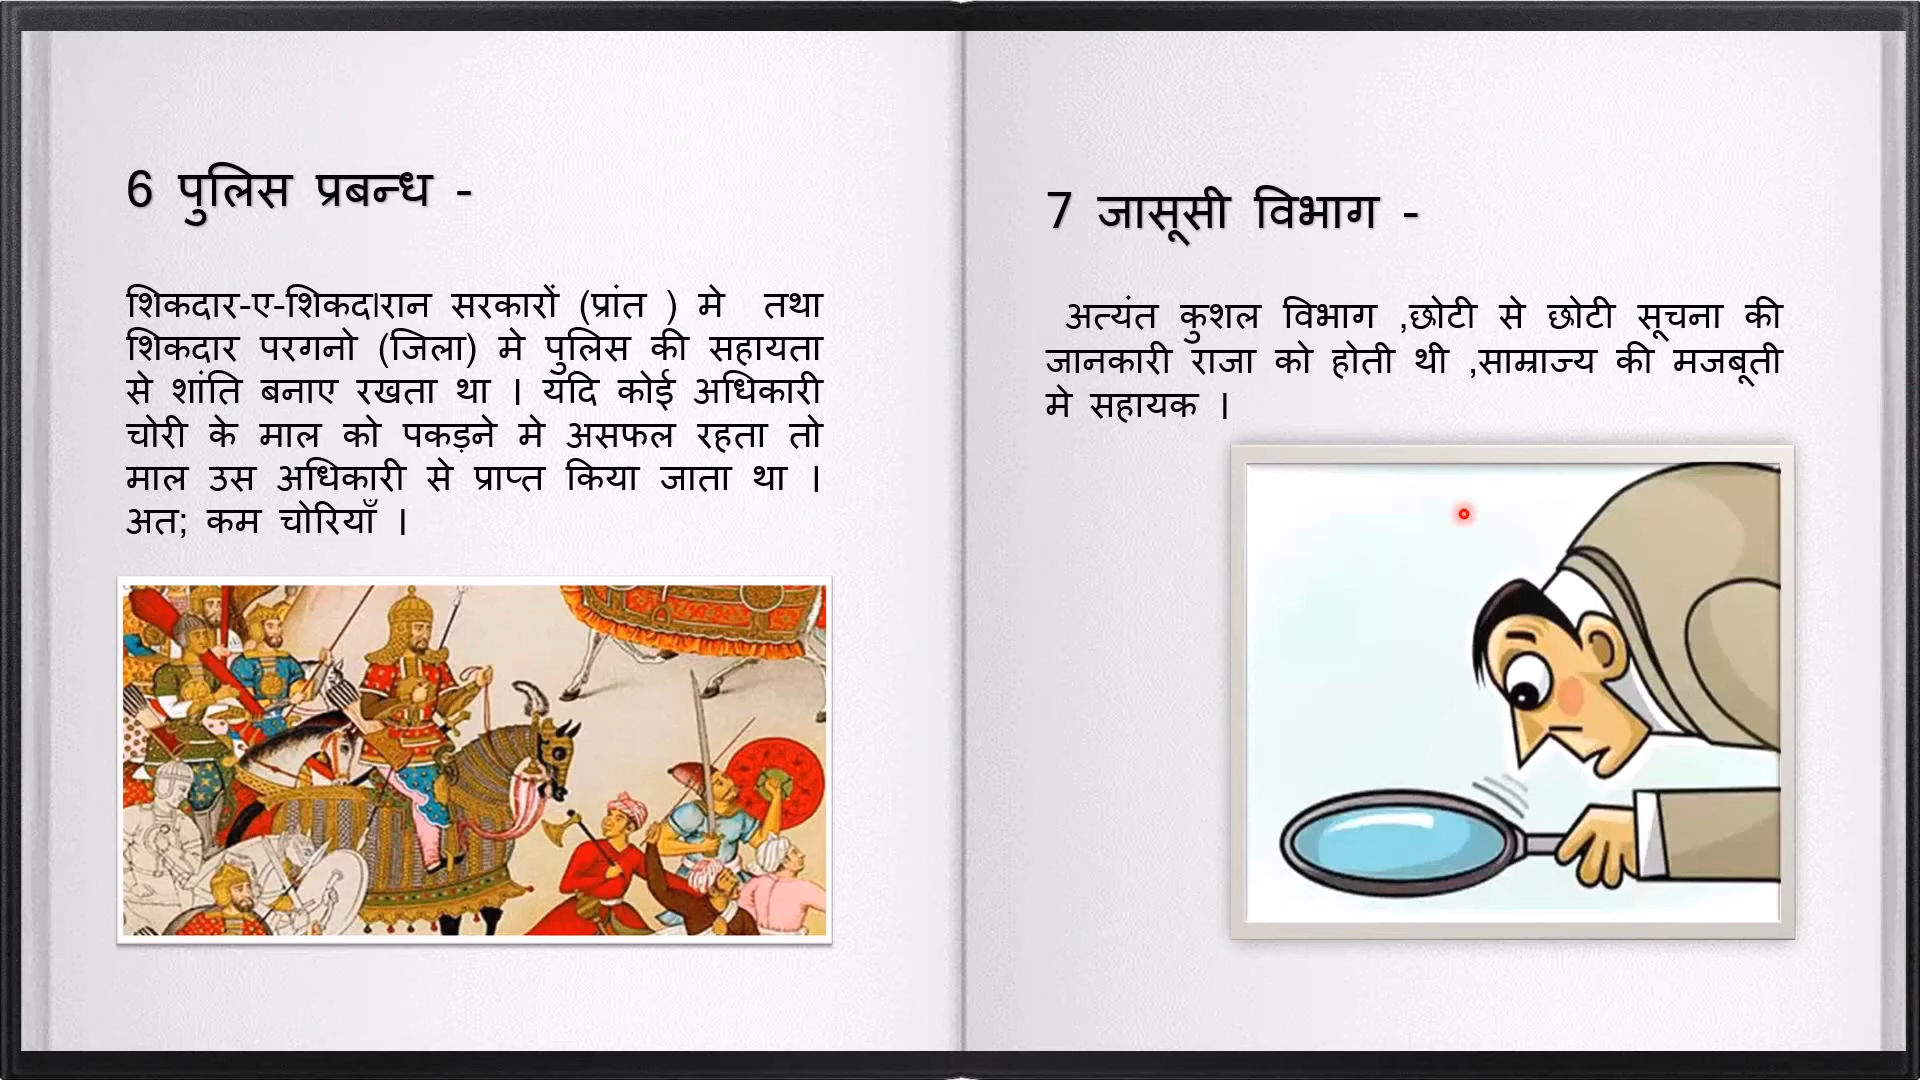 6 पुलिस प्रबन्ध -
शिकदार-ए-शिकदारान सरकारों (प्रांत ) मे तथा
शिकदार परगनो (जिला) मे पुलिस की सहायता
से शांति बनाए रखता था । यदि कोई अधिकारी
चोरी के माल को पकड़ने मे असफल रहता तो
माल उस अधिकारी से प्राप्त किया जाता था ।
अत; कम चोरियाँ ।
7 जासूसी विभाग -
अत्यंत कुशल विभाग ,छोटी से छोटी सूचना की
जानकारी राजा को होती थी ,साम्राज्य की मजबूती
मे सहायक ।